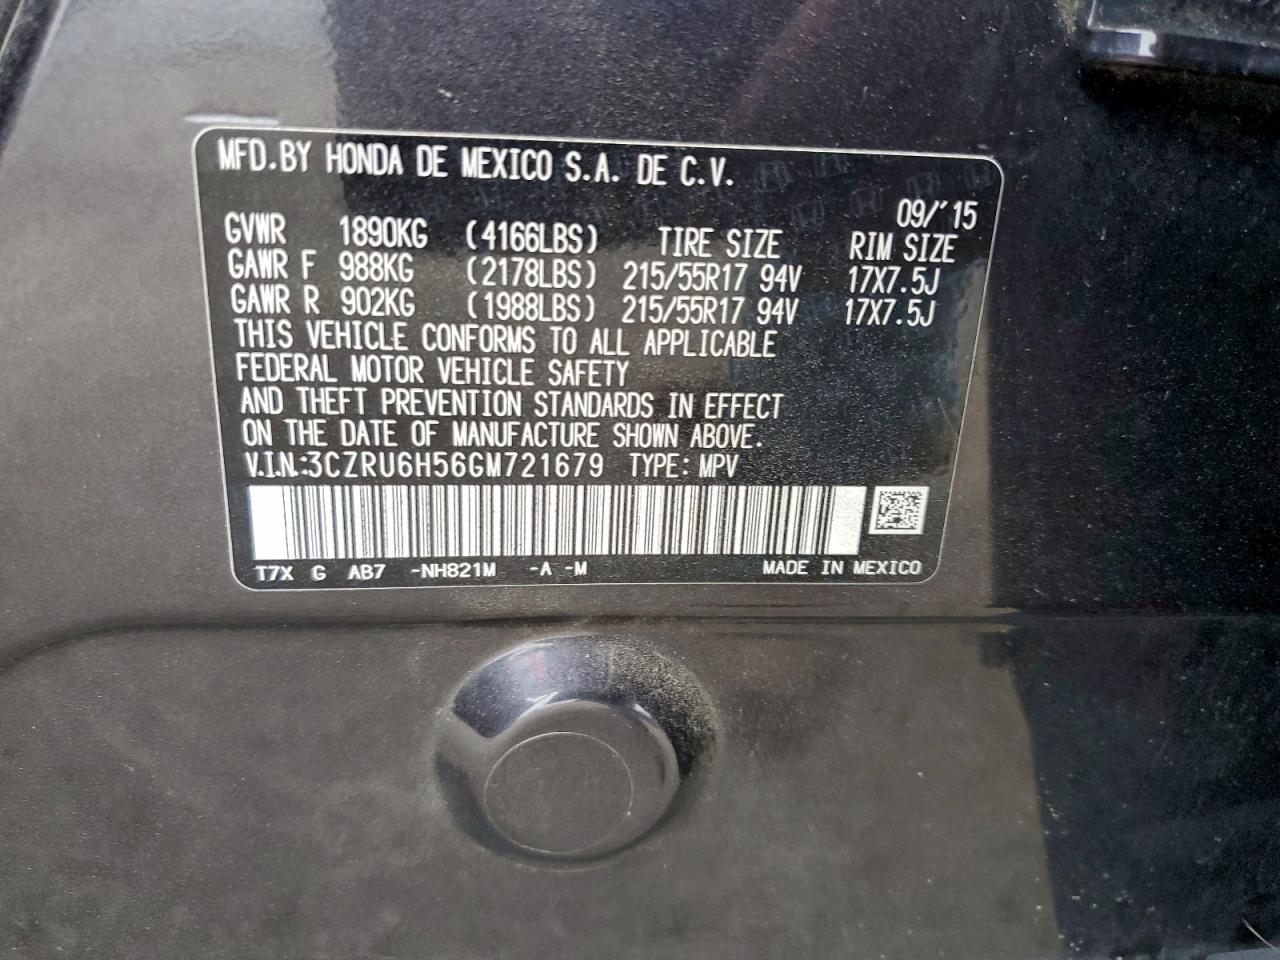 MFD.BY HONDA DE MEXICO S.A. DE C.V.
09/'15
GVWR 1890KG (4166LBS) TIRE SIZE RIM SIZE
GAWR F 988KG (2178LBS) 215/55R17 94V 17X7.5J
GAWR R 902KG (1988LBS) 215/55R17 94V 17X7.5J
THIS VEHICLE CONFORMS TO ALL APPLICABLE
FEDERAL MOTOR VEHICLE SAFETY
AND THEFT PREVENTION STANDARDS IN EFFECT
ON THE DATE OF MANUFACTURE SHOWN ABOVE.
V.I.N.:3CZRU6H56GM721679 TYPE: MPV
T7X G AB7 -NH821M -A -M MADE IN MEXICO